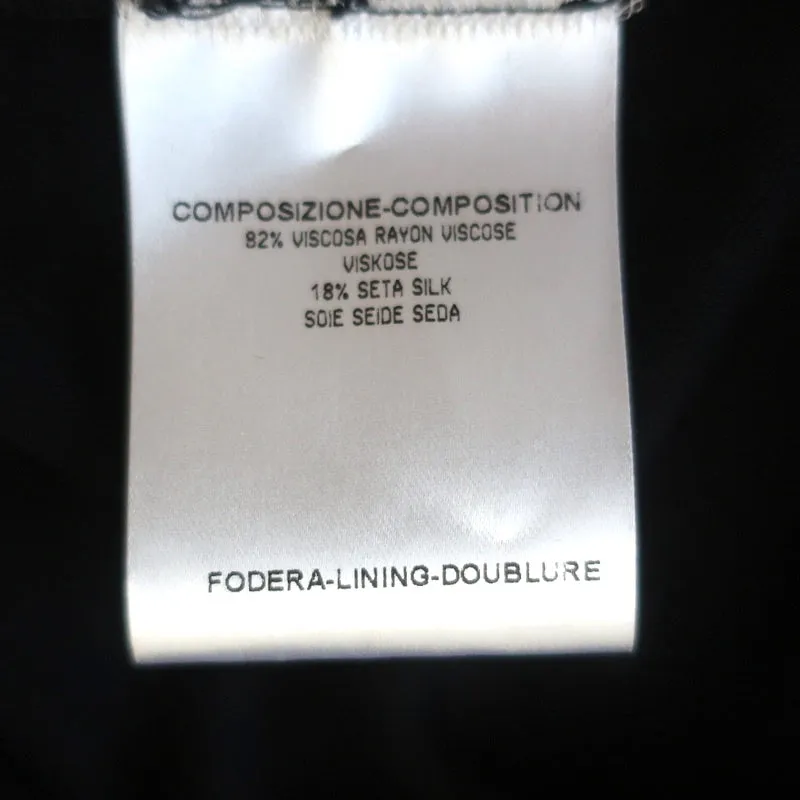 COMPOSIZIONE-COMPOSITION
82% VISCOSA RAYON VISCOSE
VISKOSE
18% SETA SILK
SOIE SEIDE SEDA
FODERA-LINING-DOUBLURE